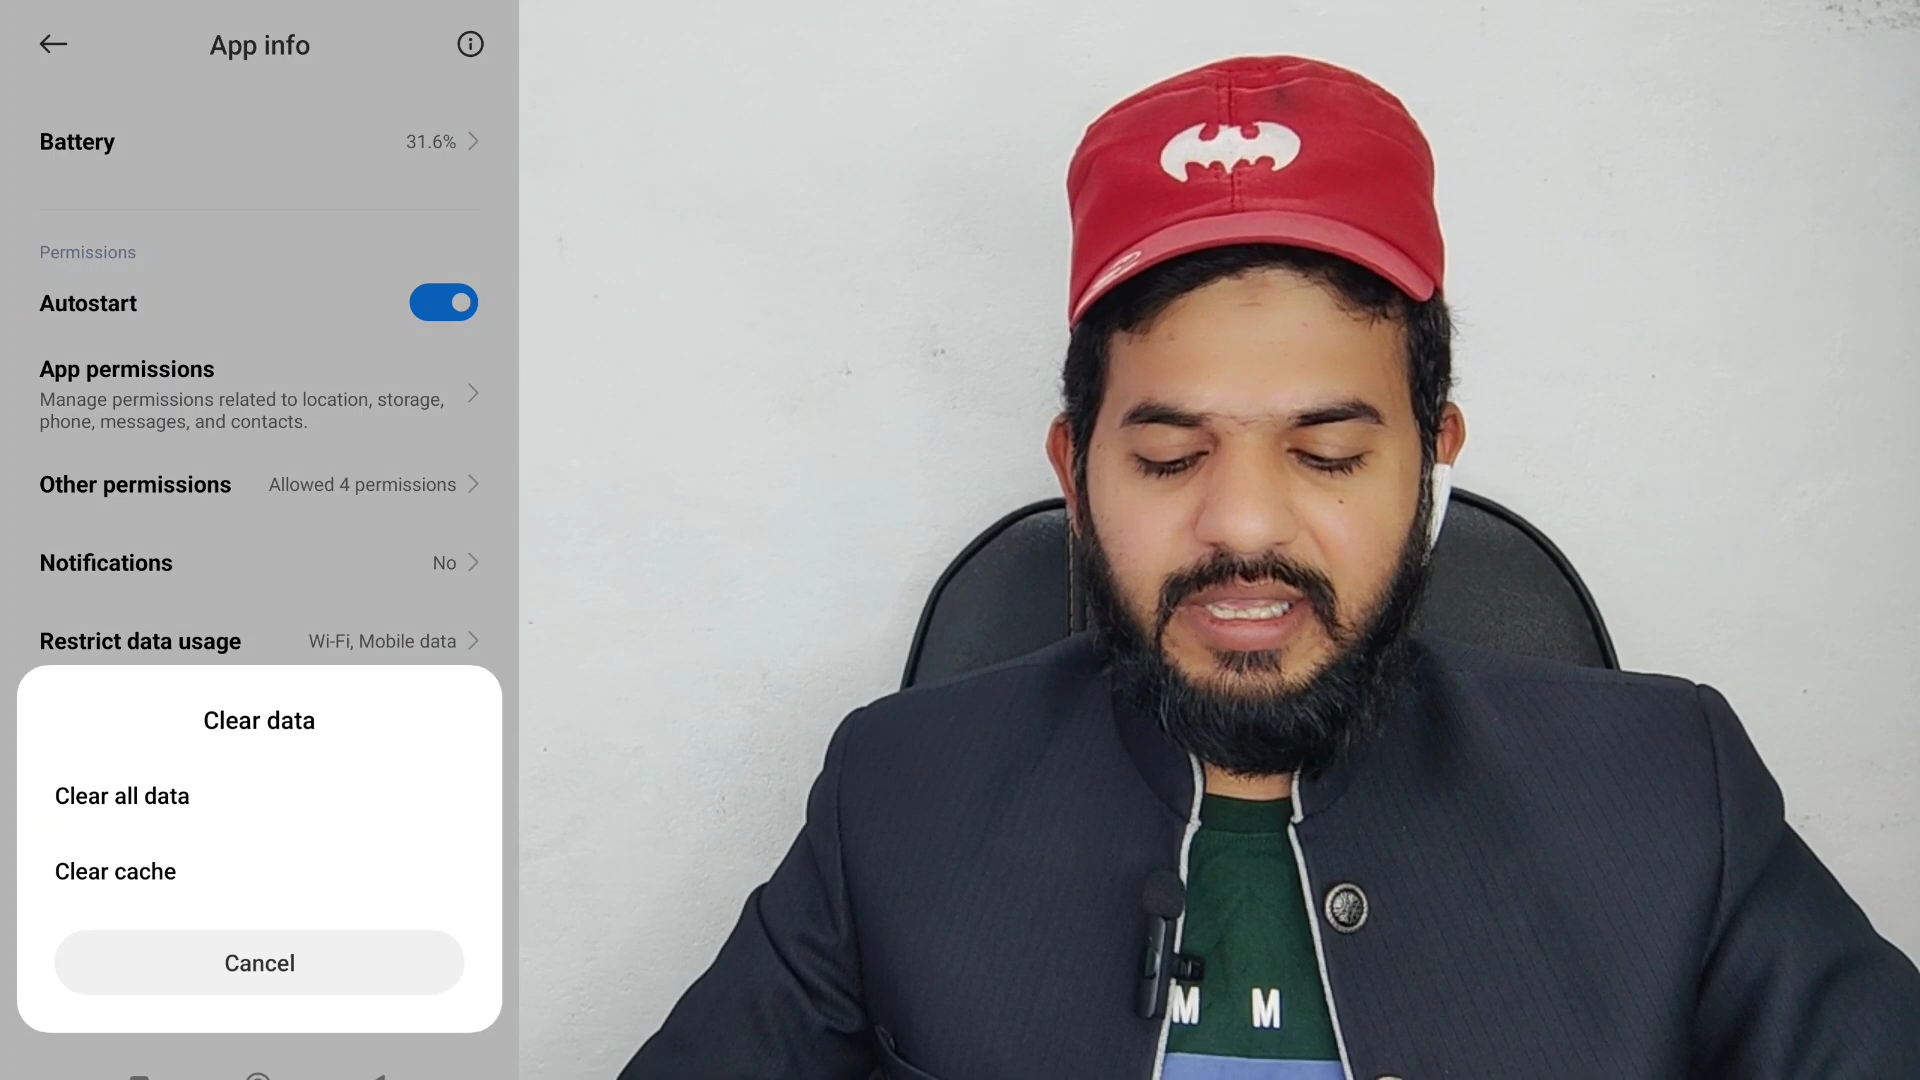 App info
Battery
31.6%
Permissions
Autostart
App permissions
Manage permissions related to location, storage,
phone, messages, and contacts.
Other permissions
Allowed 4 permissions
Notifications
No
Restrict data usage
Wi-Fi, Mobile data
Clear data
Clear all data
Clear cache
Cancel
M M